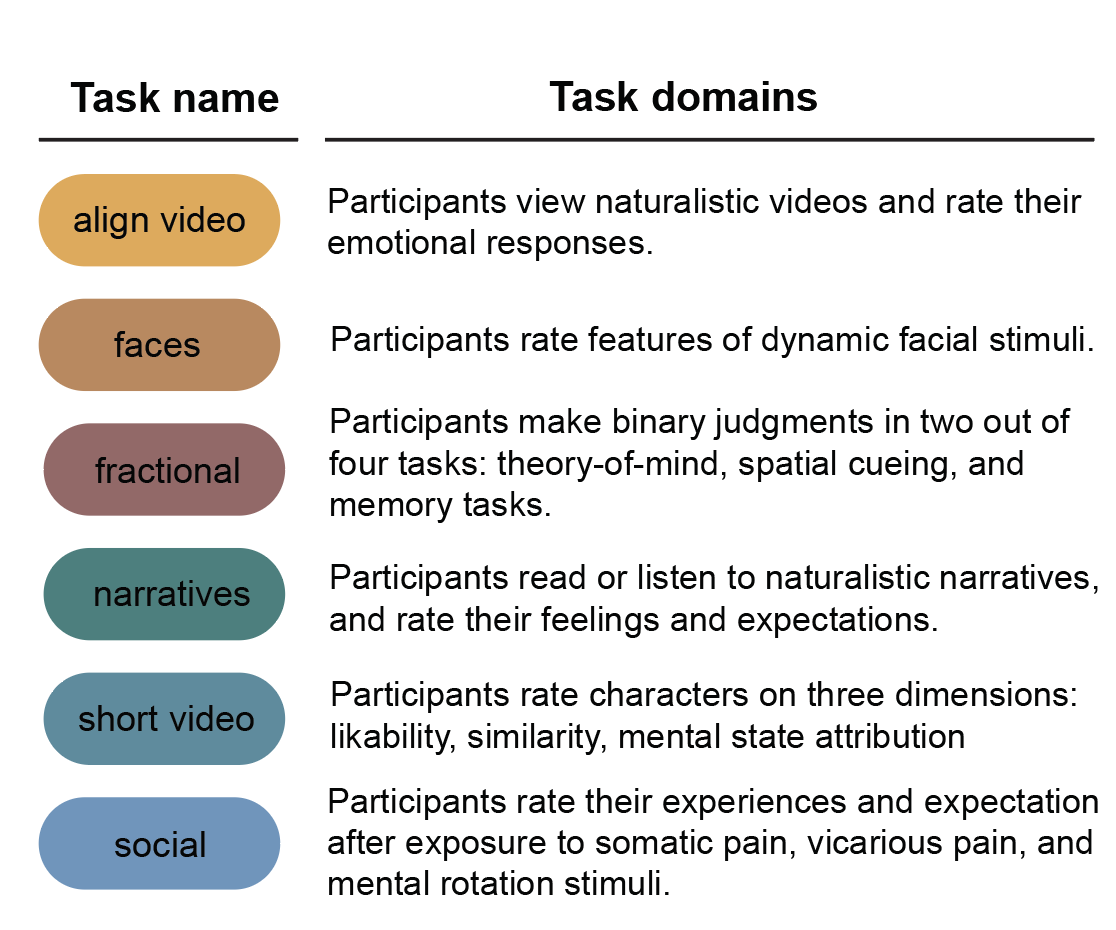 Task name
Task domains
align video
Participants view naturalistic videos and rate their
emotional responses.
faces
Participants rate features of dynamic facial stimuli.
fractional
Participants make binary judgments in two out of
four tasks: theory-of-mind, spatial cueing, and
memory tasks.
narratives
Participants read or listen to naturalistic narratives,
and rate their feelings and expectations.
short video
Participants rate characters on three dimensions:
likability, similarity, mental state attribution
social
Participants rate their experiences and expectation
after exposure to somatic pain, vicarious pain, and
mental rotation stimuli.